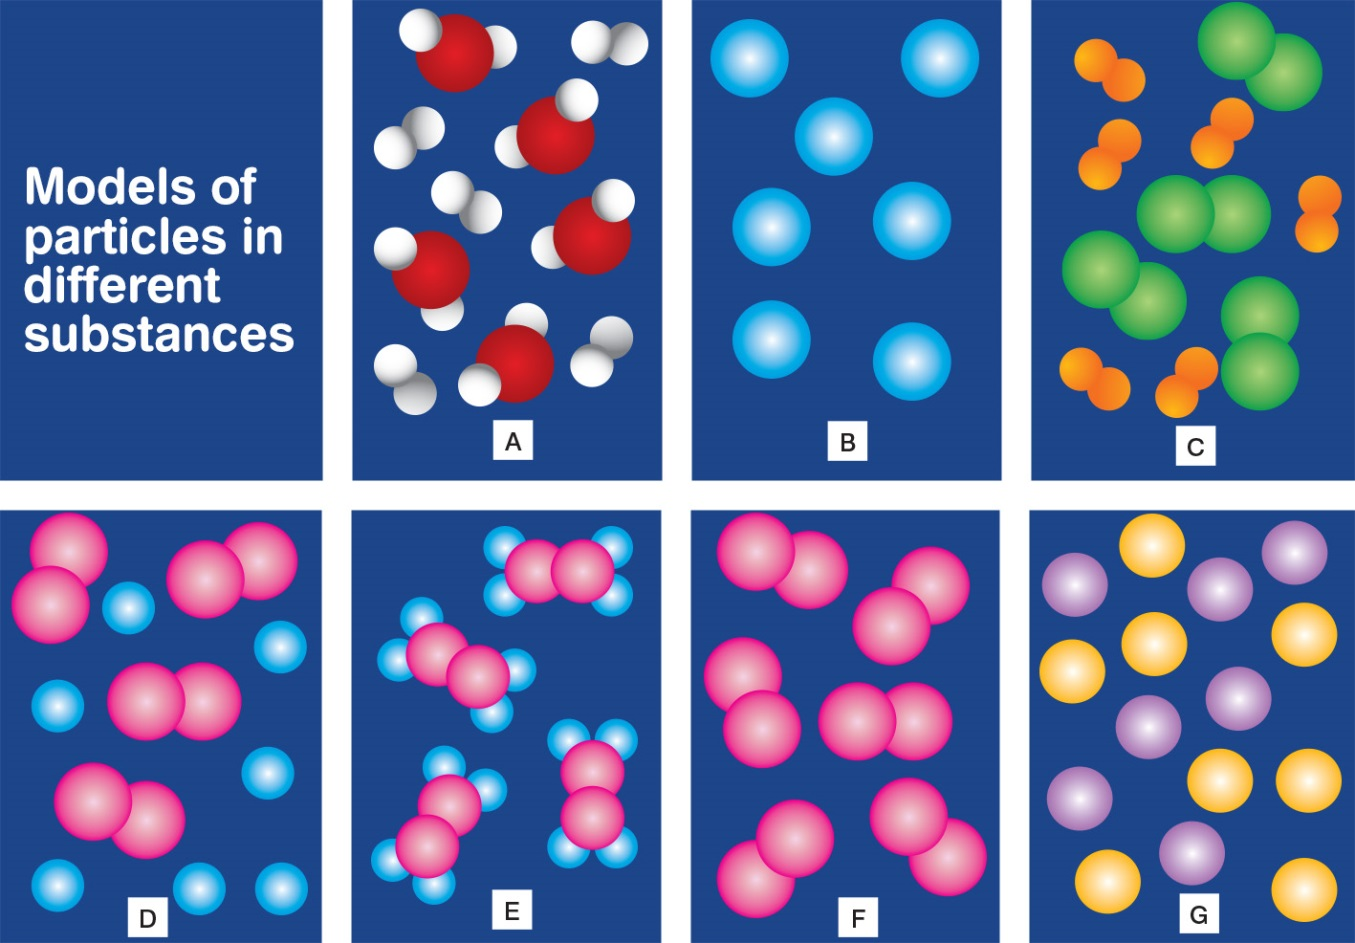 Models of
particles in
different
substances
A
B
C
D
E
F
G